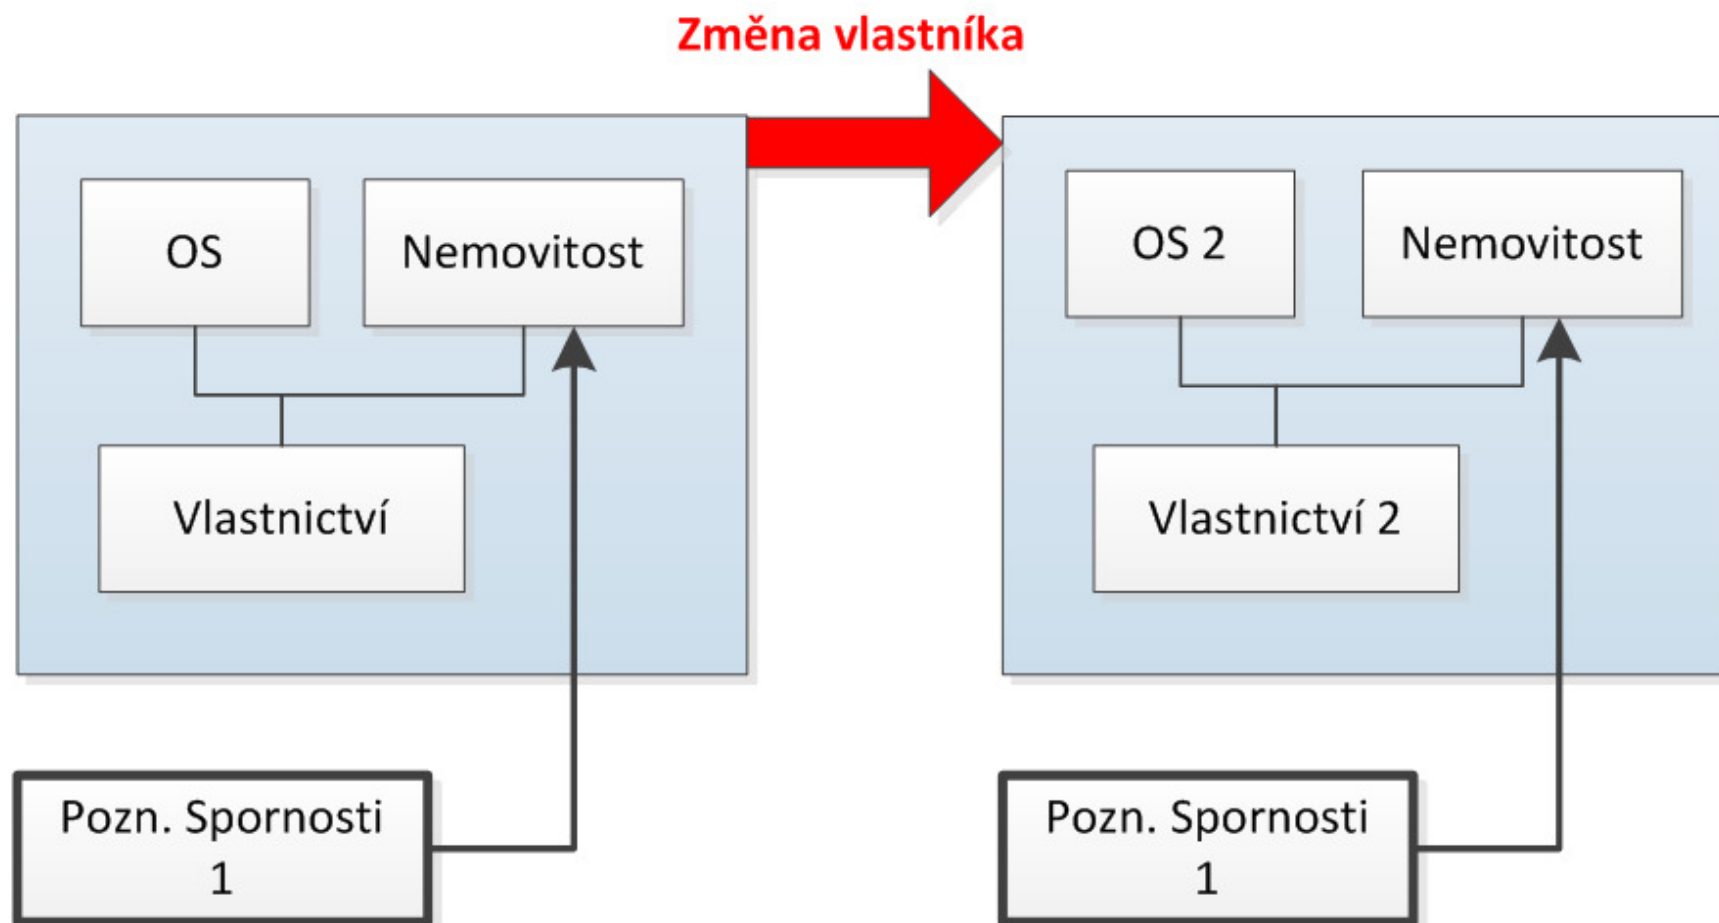 Změna vlastníka
OS
Nemovitost
Vlastnictví
Pozn. Spornosti
1
OS 2
Nemovitost
Vlastnictví 2
Pozn. Spornosti
1